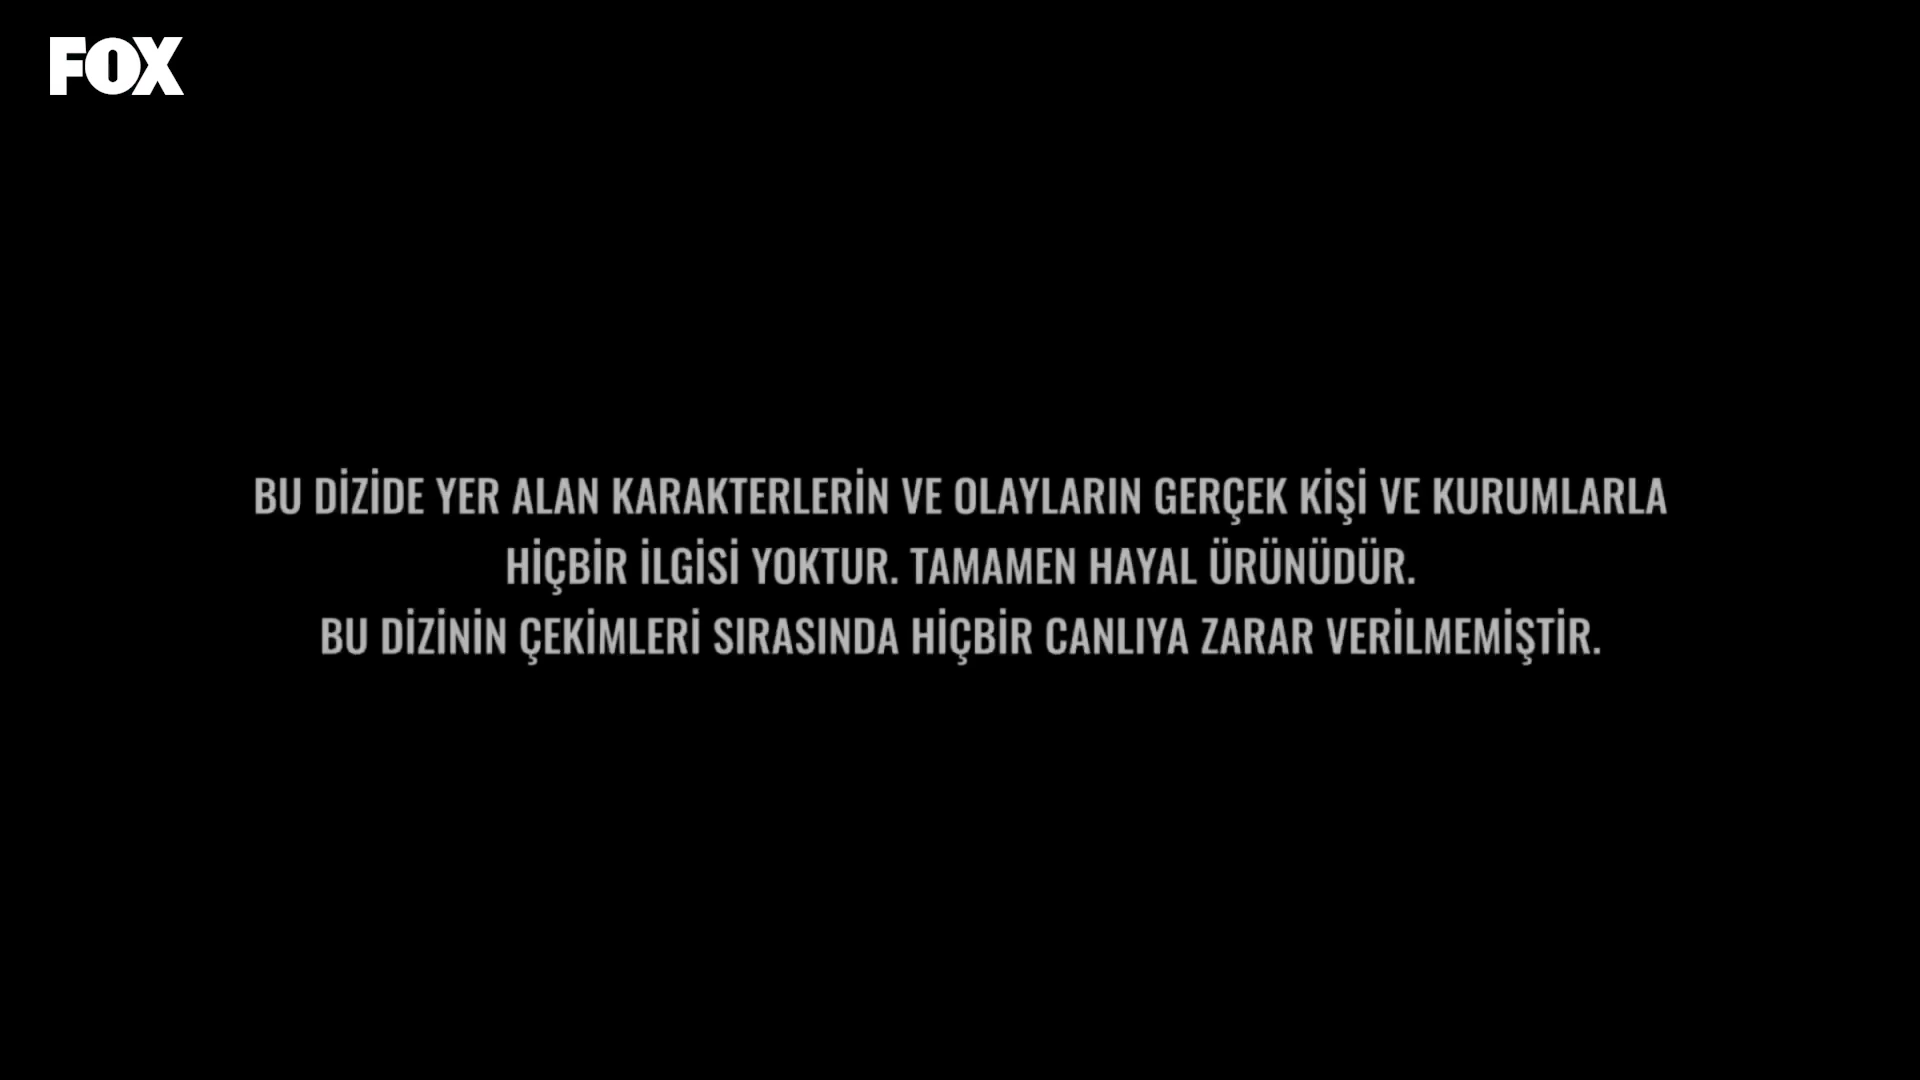 FOX
BU DİZİDE YER ALAN KARAKTERLERİN VE OLAYLARIN GERÇEK KİŞİ VE KURUMLARLA
HİÇBİR İLGİSİ YOKTUR. TAMAMEN HAYAL ÜRÜNÜDÜR.
BU DİZİNİN ÇEKİMLERİ SIRASINDA HİÇBİR CANLIYA ZARAR VERİLMEMİŞTİR.